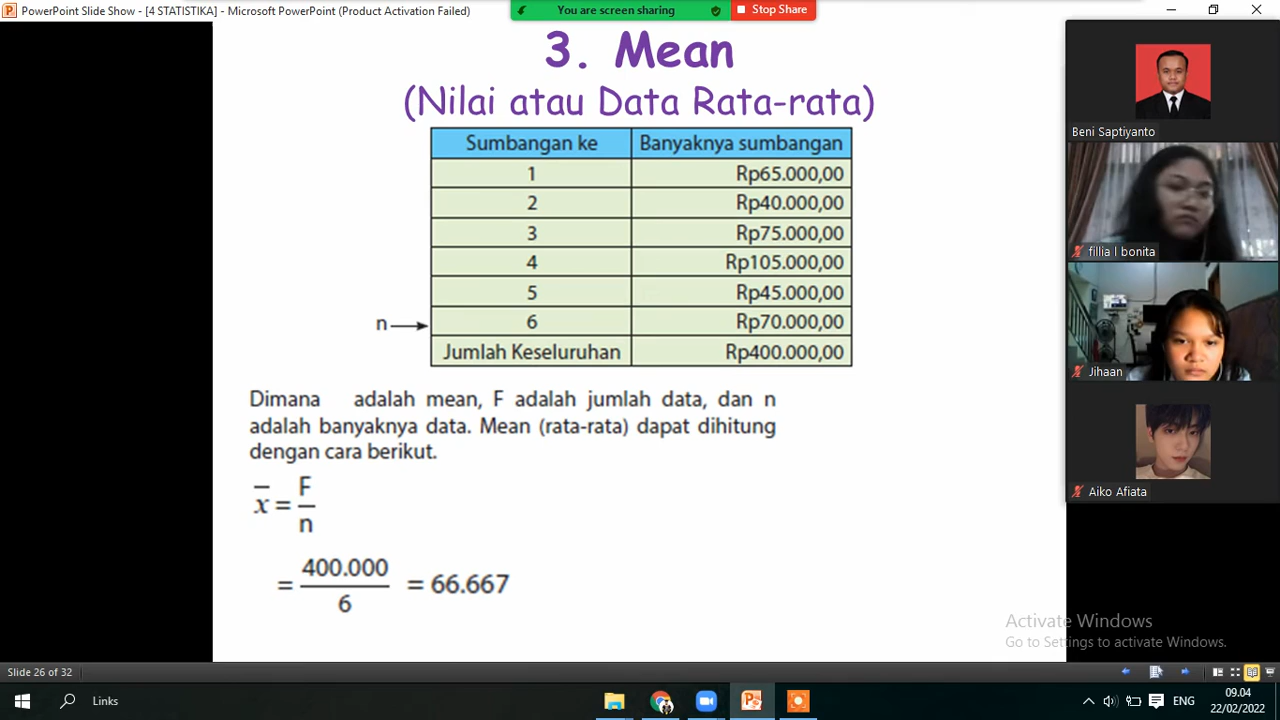 PowerPoint Slide Show - [4 STATISTIKA] - Microsoft PowerPoint (Product Activation Failed)
You are screen sharing
Stop Share
3. Mean
(Nilai atau Data Rata-rata)
Sumbangan ke Banyaknya sumbangan
1 Rp65.000,00
2 Rp40.000,00
3 Rp75.000,00
4 Rp105.000,00
5 Rp45.000,00
n 6 Rp70.000,00
Jumlah Keseluruhan Rp400.000,00
Dimana adalah mean, F adalah jumlah data, dan n
adalah banyaknya data. Mean (rata-rata) dapat dihitung
dengan cara berikut.
x̄ = F/n
= 400.000/6 = 66.667
Beni Saptiyanto
fillia l bonita
Jihaan
Aiko Afiata
Activate Windows
Go to Settings to activate Windows.
Slide 26 of 32
Links
ENG
09.04
22/02/2022